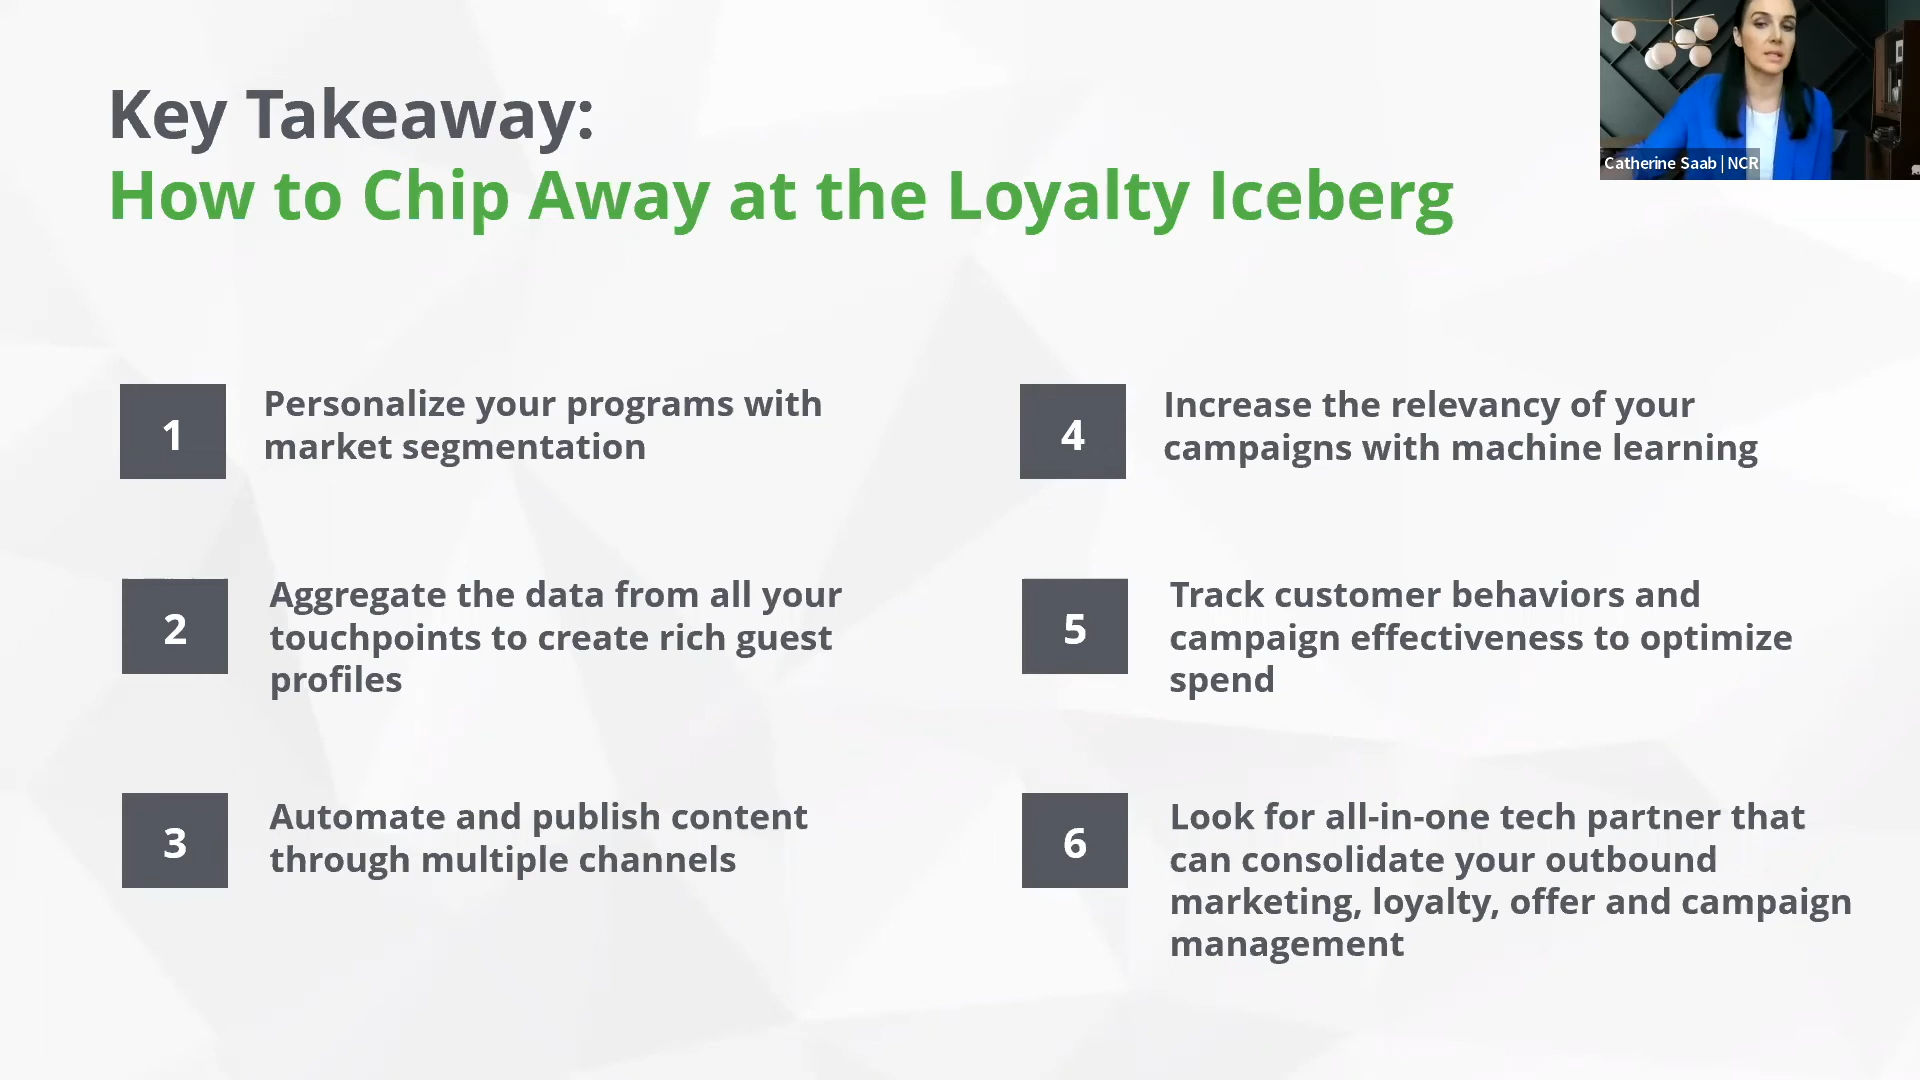 Key Takeaway:
How to Chip Away at the Loyalty Iceberg
Catherine Saab | NCR
1
Personalize your programs with
market segmentation
2
Aggregate the data from all your
touchpoints to create rich guest
profiles
3
Automate and publish content
through multiple channels
4
Increase the relevancy of your
campaigns with machine learning
5
Track customer behaviors and
campaign effectiveness to optimize
spend
6
Look for all-in-one tech partner that
can consolidate your outbound
marketing, loyalty, offer and campaign
management